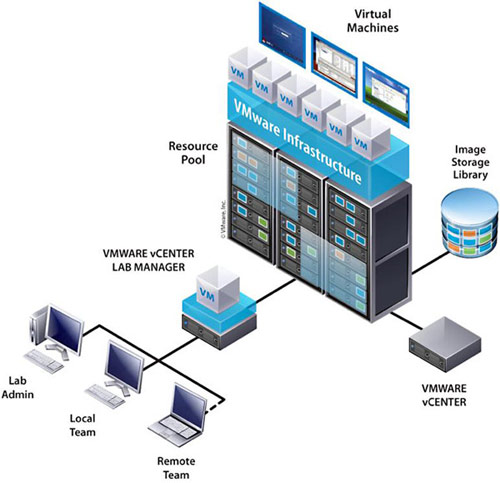 Virtual
Machines
VM
VM
VM
VM
VM
VM
VMware Infrastructure
Resource
Pool
Image
Storage
Library
© VMware, Inc.
VMWARE vCENTER
LAB MANAGER
VM
Lab
Admin
Local
Team
Remote
Team
VMWARE
vCENTER